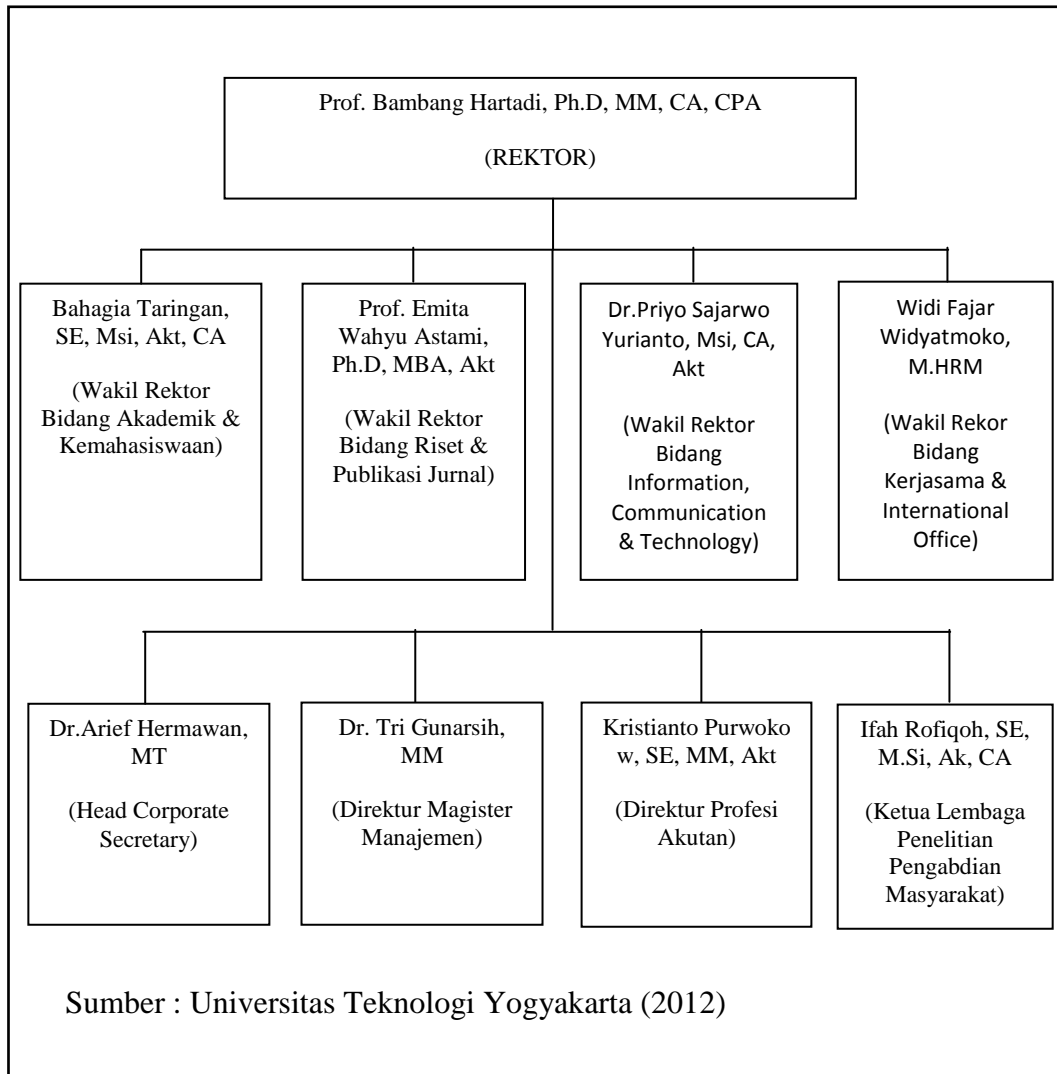 Prof. Bambang Hartadi, Ph.D, MM, CA, CPA
(REKTOR)
Bahagia Taringan,
SE, Msi, Akt, CA
(Wakil Rektor
Bidang Akademik &
Kemahasiswaan)
Prof. Emita
Wahyu Astami,
Ph.D, MBA, Akt
(Wakil Rektor
Bidang Riset &
Publikasi Jurnal)
Dr.Priyo Sajarwo
Yurianto, Msi, CA,
Akt
(Wakil Rektor
Bidang
Information,
Communication
& Technology)
Widi Fajar
Widyatmoko,
M.HRM
(Wakil Rekor
Bidang
Kerjasama &
International
Office)
Dr.Arief Hermawan,
MT
(Head Corporate
Secretary)
Dr. Tri Gunarsih,
MM
(Direktur Magister
Manajemen)
Kristianto Purwoko
w, SE, MM, Akt
(Direktur Profesi
Akutan)
Ifah Rofiqoh, SE,
M.Si, Ak, CA
(Ketua Lembaga
Penelitian
Pengabdian
Masyarakat)
Sumber : Universitas Teknologi Yogyakarta (2012)